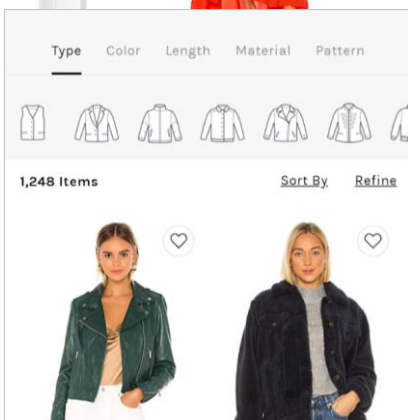 Type Color Length Material Pattern
1,248 Items Sort By Refine